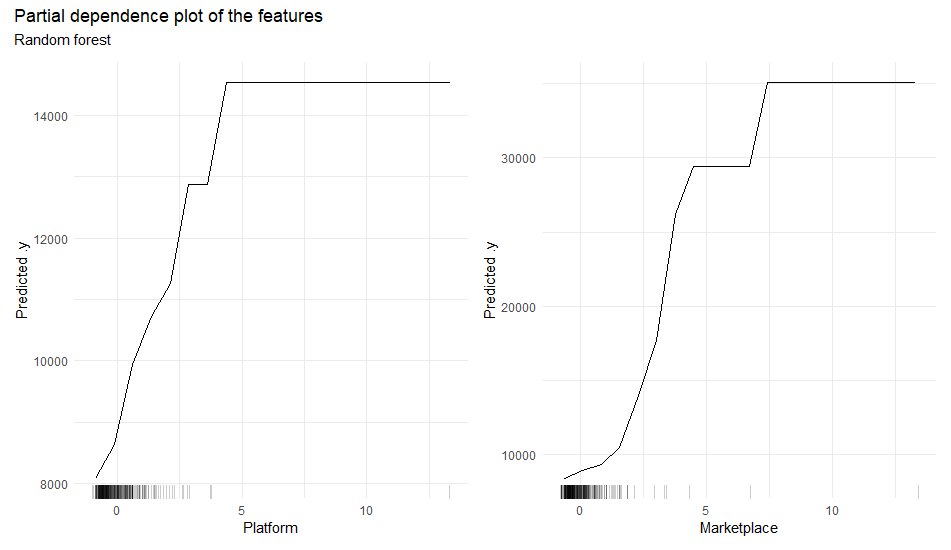 Partial dependence plot of the features
Random forest
Predicted .y
14000
12000
10000
8000
0
5
10
Platform
Predicted .y
30000
20000
10000
0
5
10
Marketplace